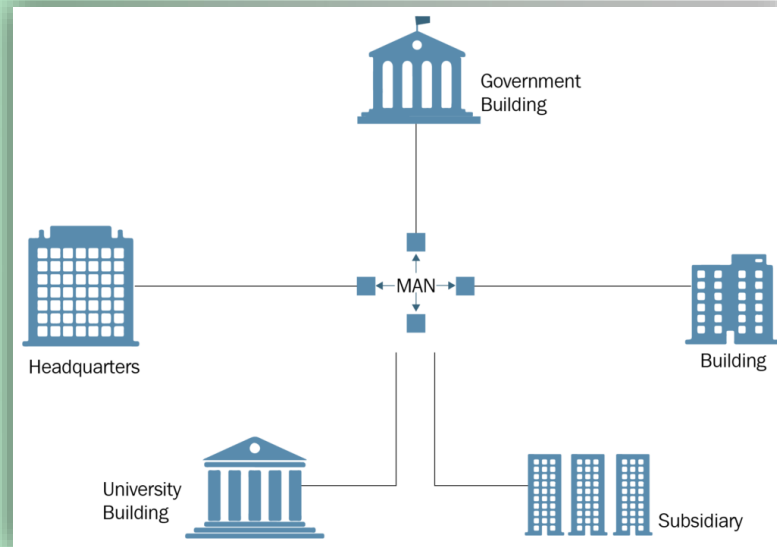 Government
Building
MAN
Headquarters
Building
University
Building
Subsidiary